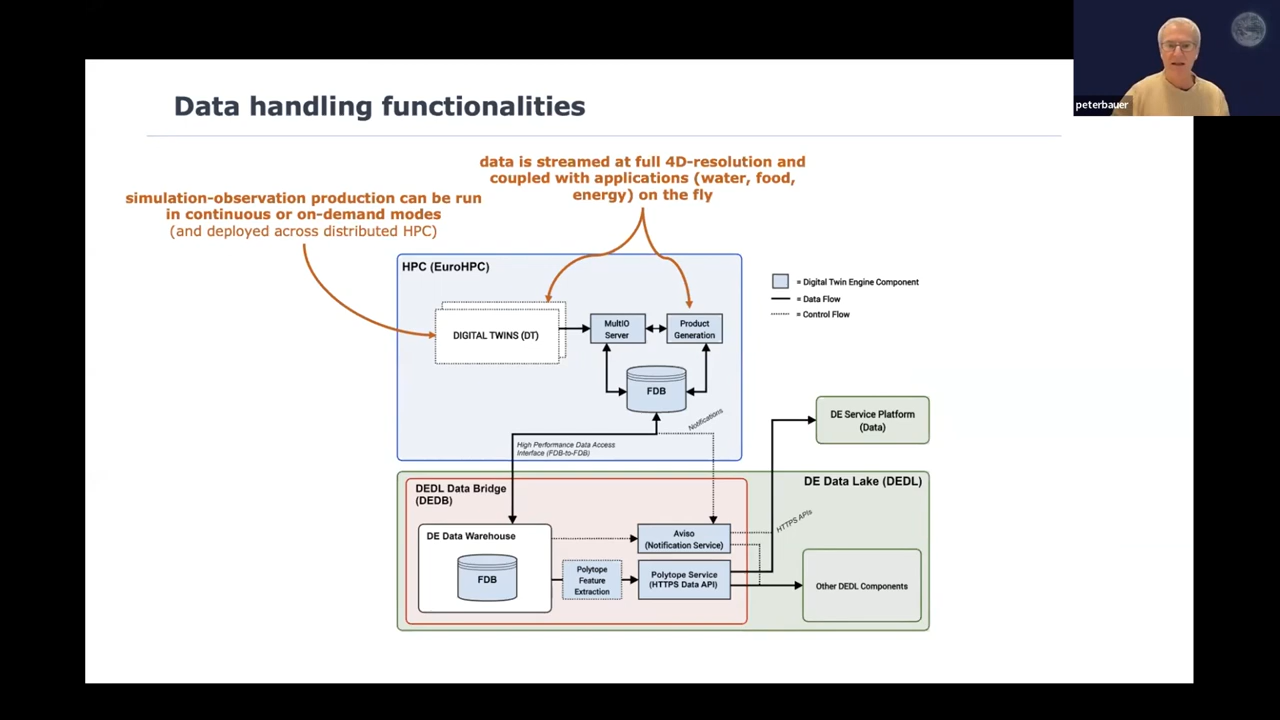 peterbauer
Data handling functionalities
data is streamed at full 4D-resolution and
coupled with applications (water, food,
energy) on the fly
simulation-observation production can be run
in continuous or on-demand modes
(and deployed across distributed HPC)
HPC (EuroHPC)
DIGITAL TWINS (DT)
MultIO
Server
Product
Generation
FDB
= Digital Twin Engine Component
= Data Flow
= Control Flow
Notifications
High Performance Data Access
Interface (FDB-to-FDB)
DE Service Platform
(Data)
DE Data Lake (DEDL)
DEDL Data Bridge
(DEDB)
DE Data Warehouse
FDB
Polytope
Feature
Extraction
Aviso
(Notification Service)
Polytope Service
(HTTPS Data API)
HTTPS APIs
Other DEDL Components